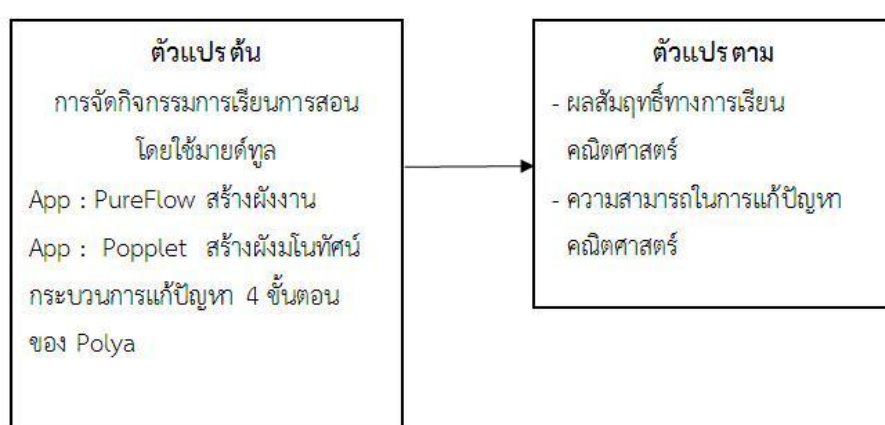 ตัวแปรต้น
การจัดกิจกรรมการเรียนการสอน
โดยใช้มายด์ทูล
App : PureFlow สร้างผังงาน
App : Popplet สร้างผังมโนทัศน์
กระบวนการแก้ปัญหา 4 ขั้นตอน
ของ Polya
ตัวแปรตาม
- ผลสัมฤทธิ์ทางการเรียน
คณิตศาสตร์
- ความสามารถในการแก้ปัญหา
คณิตศาสตร์